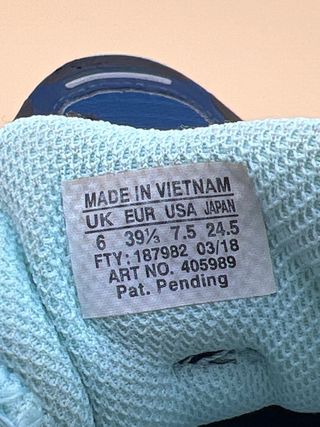 MADE IN VIETNAM
UK EUR USA JAPAN
6 39⅓ 7.5 24.5
FTY: 187982 03/18
ART NO. 405989
Pat. Pending